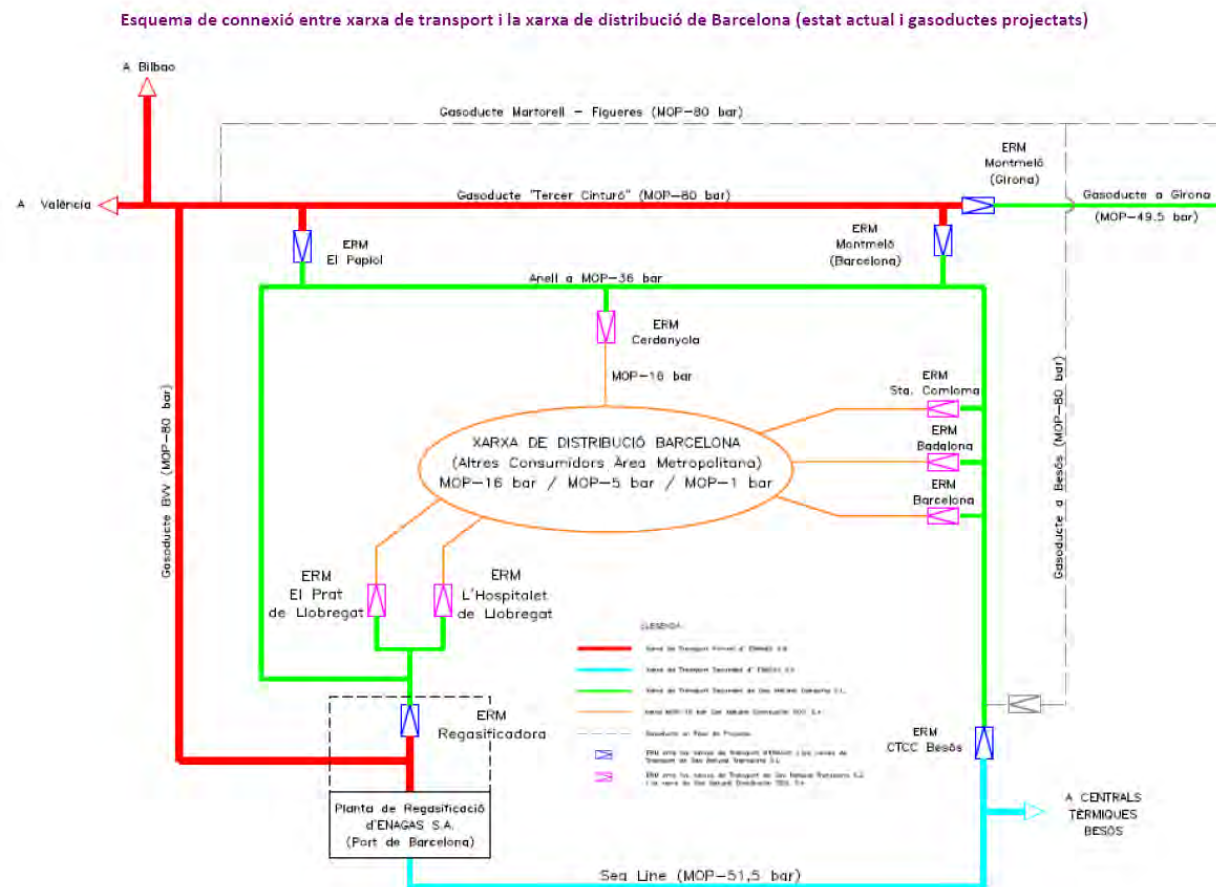 Esquema de connexió entre xarxa de transport i la xarxa de distribució de Barcelona (estat actual i gasoductes projectats)
A Bilbao
Gasoducte Martorell - Figueres (MOP-80 bar)
ERM
Montmeló
(Girona)
A València
Gasoducte "Tercer Cinturó" (MOP-80 bar)
Gasoducte a Girona
(MOP-49.5 bar)
ERM
El Papiol
ERM
Montmeló
(Barcelona)
Anell a MOP-36 bar
ERM
Cerdanyola
MOP-16 bar
ERM
Sta. Comloma
ERM
Badalona
ERM
Barcelona
XARXA DE DISTRIBUCIÓ BARCELONA
(Altres Consumidors Àrea Metropolitana)
MOP-16 bar / MOP-5 bar / MOP-1 bar
Gasoducte BVV (MOP-80 bar)
Gasoducte a Besòs (MOP-80 bar)
ERM
El Prat
de Llobregat
ERM
L'Hospitalet
de Llobregat
LLEGENDA
ERM
Regasificadora
ERM
CTCC Besòs
Planta de Regasificació
d'ENAGAS S.A.
(Port de Barcelona)
A CENTRALS
TÈRMIQUES
BESÒS
Sea Line (MOP-51,5 bar)